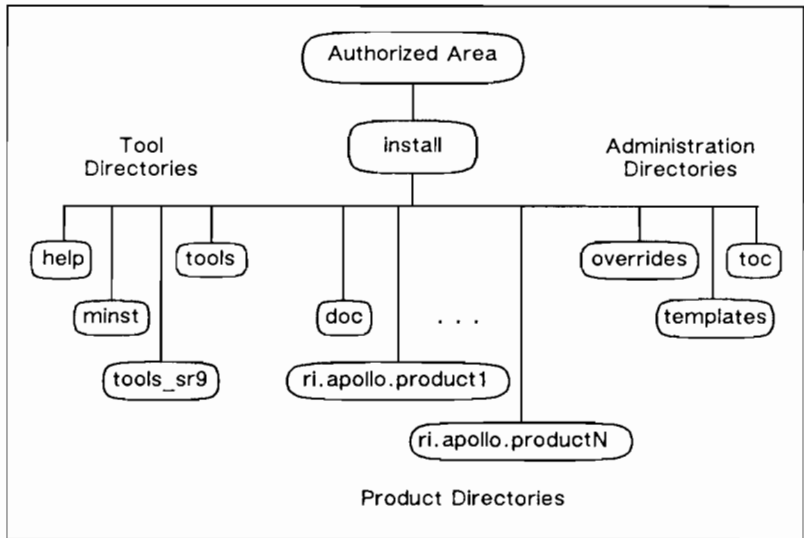 Authorized Area
install
Tool
Directories
Administration
Directories
help
tools
overrides
toc
minst
doc
. . .
templates
tools_sr9
ri.apollo.product1
ri.apollo.productN
Product Directories